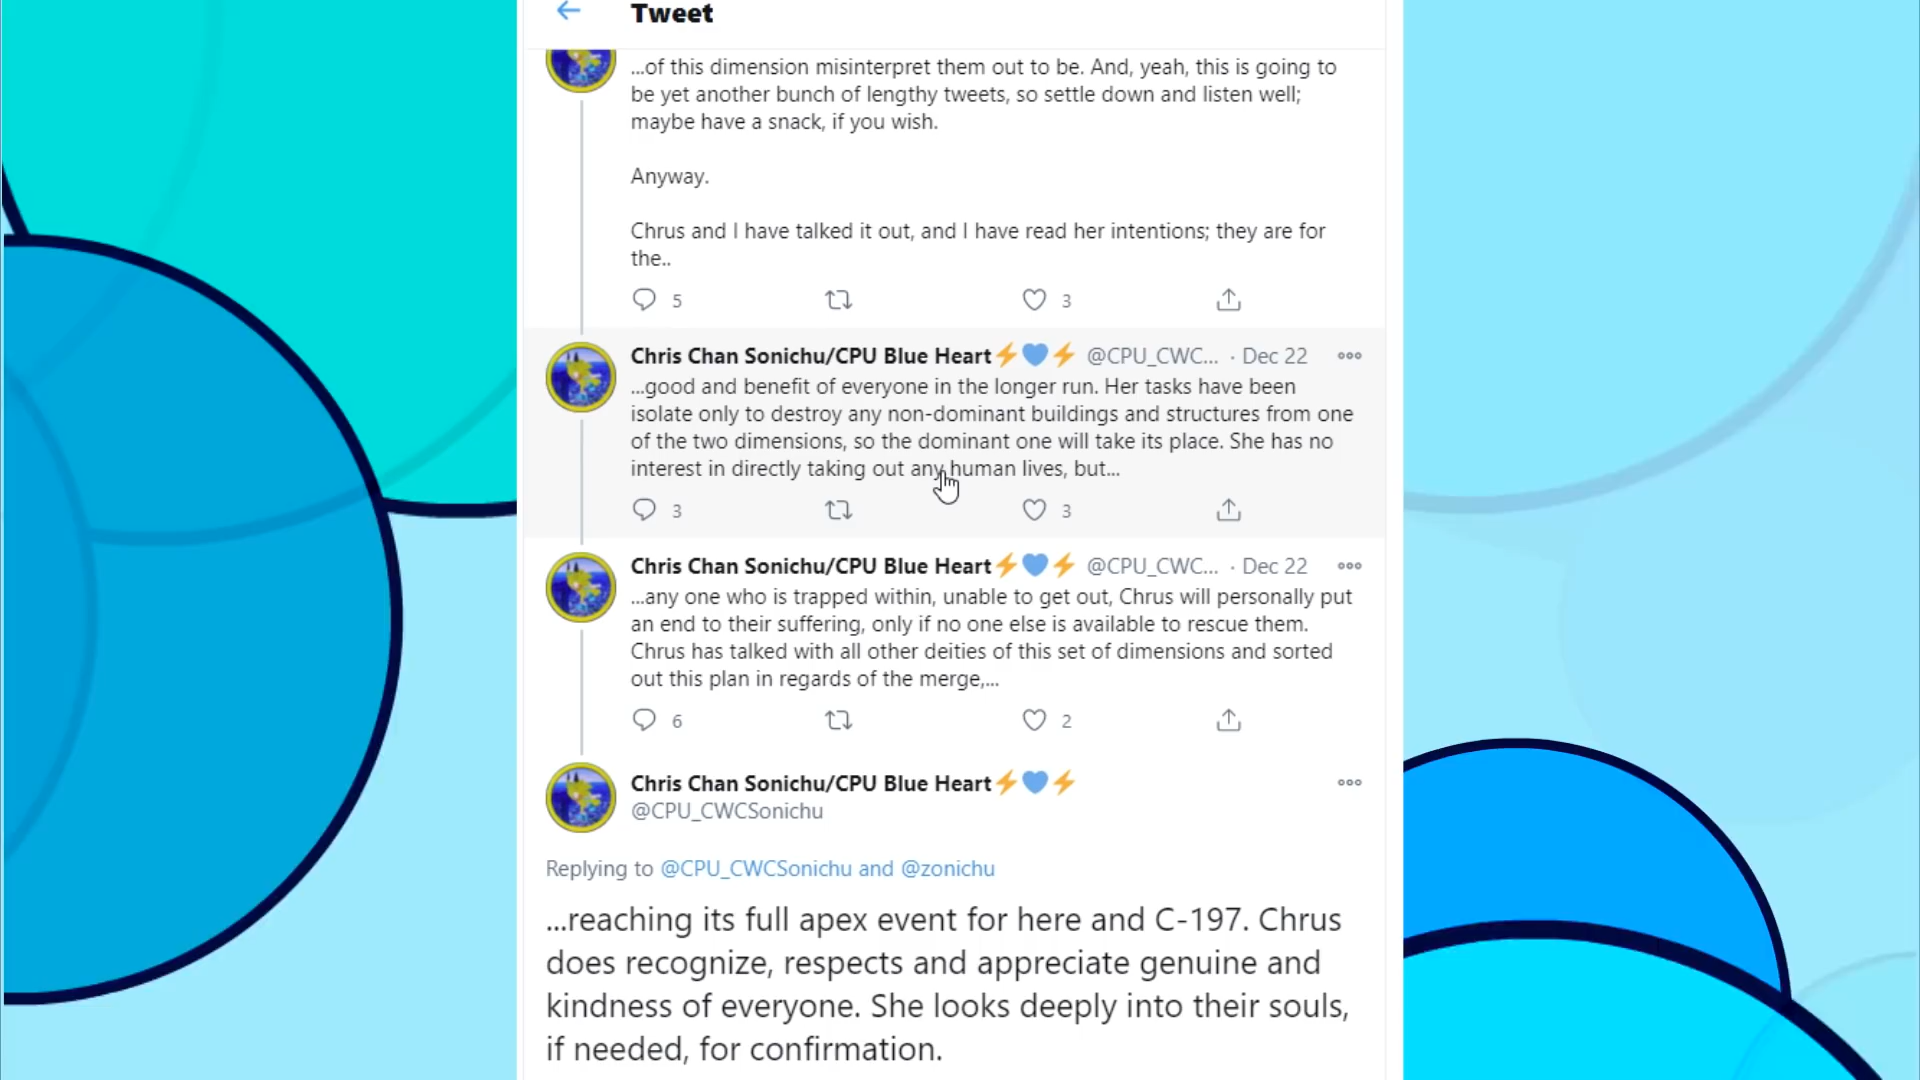 Tweet
...of this dimension misinterpret them out to be. And, yeah, this is going to
be yet another bunch of lengthy tweets, so settle down and listen well;
maybe have a snack, if you wish.
Anyway.
Chrus and I have talked it out, and I have read her intentions; they are for
the..
5 3
Chris Chan Sonichu/CPU Blue Heart⚡💙⚡ @CPU_CWC... · Dec 22
...good and benefit of everyone in the longer run. Her tasks have been
isolate only to destroy any non-dominant buildings and structures from one
of the two dimensions, so the dominant one will take its place. She has no
interest in directly taking out any human lives, but...
3 3
Chris Chan Sonichu/CPU Blue Heart⚡💙⚡ @CPU_CWC... · Dec 22
...any one who is trapped within, unable to get out, Chrus will personally put
an end to their suffering, only if no one else is available to rescue them.
Chrus has talked with all other deities of this set of dimensions and sorted
out this plan in regards of the merge,...
6 2
Chris Chan Sonichu/CPU Blue Heart⚡💙⚡
@CPU_CWCSonichu
Replying to @CPU_CWCSonichu and @zonichu
...reaching its full apex event for here and C-197. Chrus
does recognize, respects and appreciate genuine and
kindness of everyone. She looks deeply into their souls,
if needed, for confirmation.